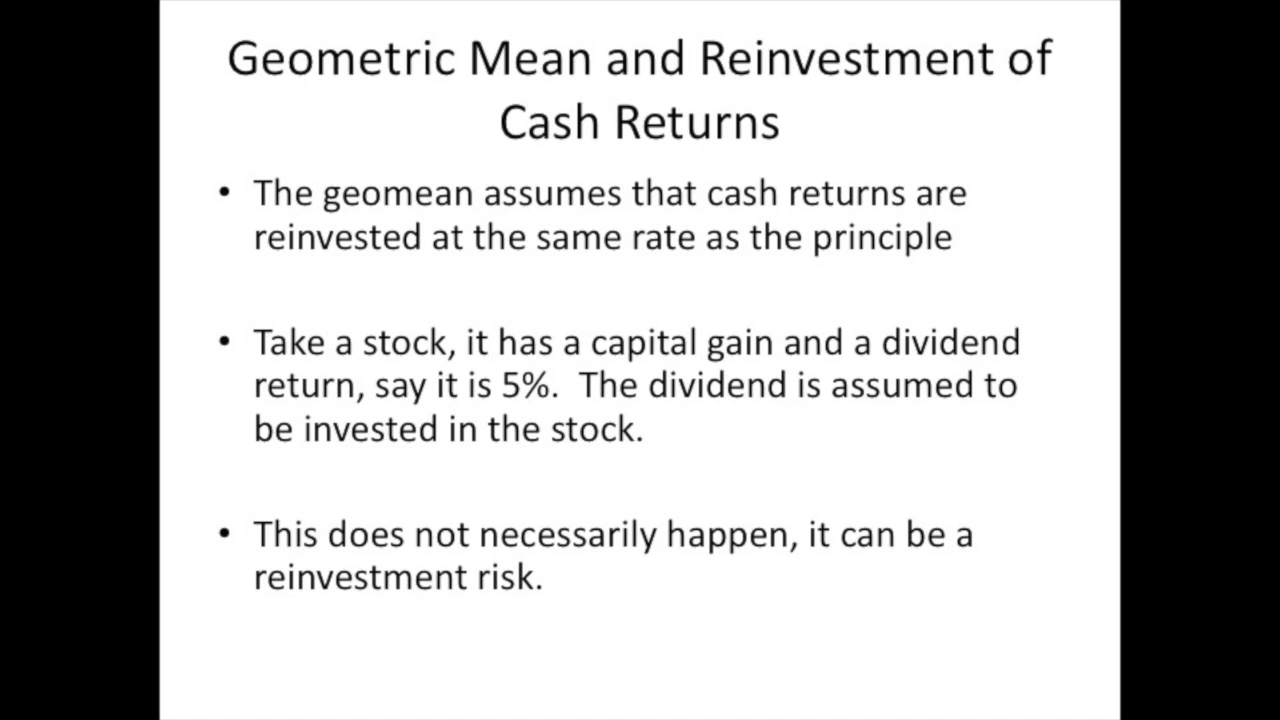 Geometric Mean and Reinvestment of
Cash Returns
• The geomean assumes that cash returns are
reinvested at the same rate as the principle
• Take a stock, it has a capital gain and a dividend
return, say it is 5%.  The dividend is assumed to
be invested in the stock.
• This does not necessarily happen, it can be a
reinvestment risk.